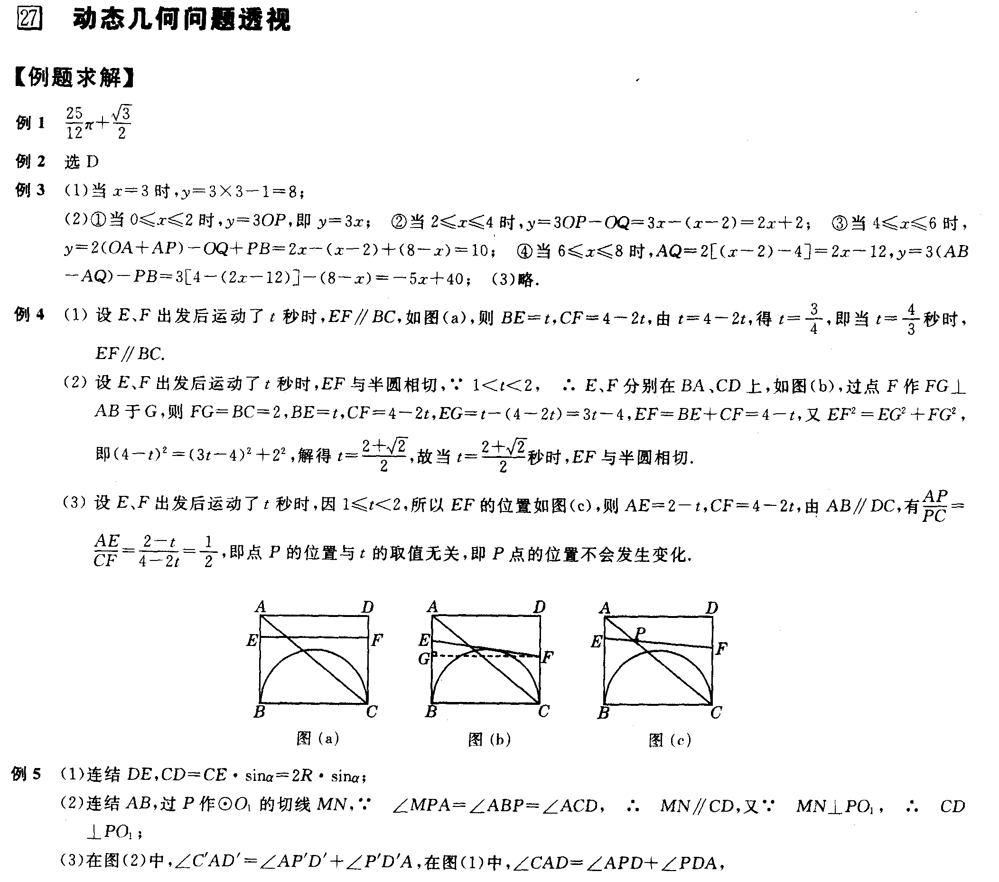 27 动态几何问题透视
【例题求解】
例 1 25/12 π+√3/2
例 2 选 D
例 3 (1)当 x=3 时,y=3×3-1=8;
(2)①当 0≤x≤2 时,y=3OP,即 y=3x; ②当 2≤x≤4 时,y=3OP-OQ=3x-(x-2)=2x+2; ③当 4≤x≤6 时,
y=2(OA+AP)-OQ+PB=2x-(x-2)+(8-x)=10; ④当 6≤x≤8 时,AQ=2[(x-2)-4]=2x-12,y=3(AB
-AQ)-PB=3[4-(2x-12)]-(8-x)=-5x+40; (3)略.
例 4 (1) 设 E、F 出发后运动了 t 秒时,EF∥BC,如图(a),则 BE=t,CF=4-2t,由 t=4-2t,得 t=3/4,即当 t=4/3秒时,
EF∥BC.
(2) 设 E、F 出发后运动了 t 秒时,EF 与半圆相切,∵ 1<t<2, ∴ E、F 分别在 BA、CD 上,如图(b),过点 F 作 FG⊥
AB 于 G,则 FG=BC=2,BE=t,CF=4-2t,EG=t-(4-2t)=3t-4,EF=BE+CF=4-t,又 EF²=EG²+FG²,
即(4-t)²=(3t-4)²+2²,解得 t=(2+√2)/2,故当 t=(2+√2)/2秒时,EF 与半圆相切.
(3) 设 E、F 出发后运动了 t 秒时,因 1≤t<2,所以 EF 的位置如图(c),则 AE=2-t,CF=4-2t,由 AB∥DC,有AP/PC=
AE/CF=(2-t)/(4-2t)=1/2,即点 P 的位置与 t 的取值无关,即 P 点的位置不会发生变化.
A D A D A D
E F E G F E P F
B C B C B C
图 (a) 图 (b) 图 (c)
例 5 (1)连结 DE,CD=CE·sinα=2R·sinα;
(2)连结 AB,过 P 作⊙O₁ 的切线 MN,∵ ∠MPA=∠ABP=∠ACD, ∴ MN∥CD,又∵ MN⊥PO₁, ∴ CD
⊥PO₁;
(3)在图(2)中,∠C′AD′=∠AP′D′+∠P′D′A,在图(1)中,∠CAD=∠APD+∠PDA,